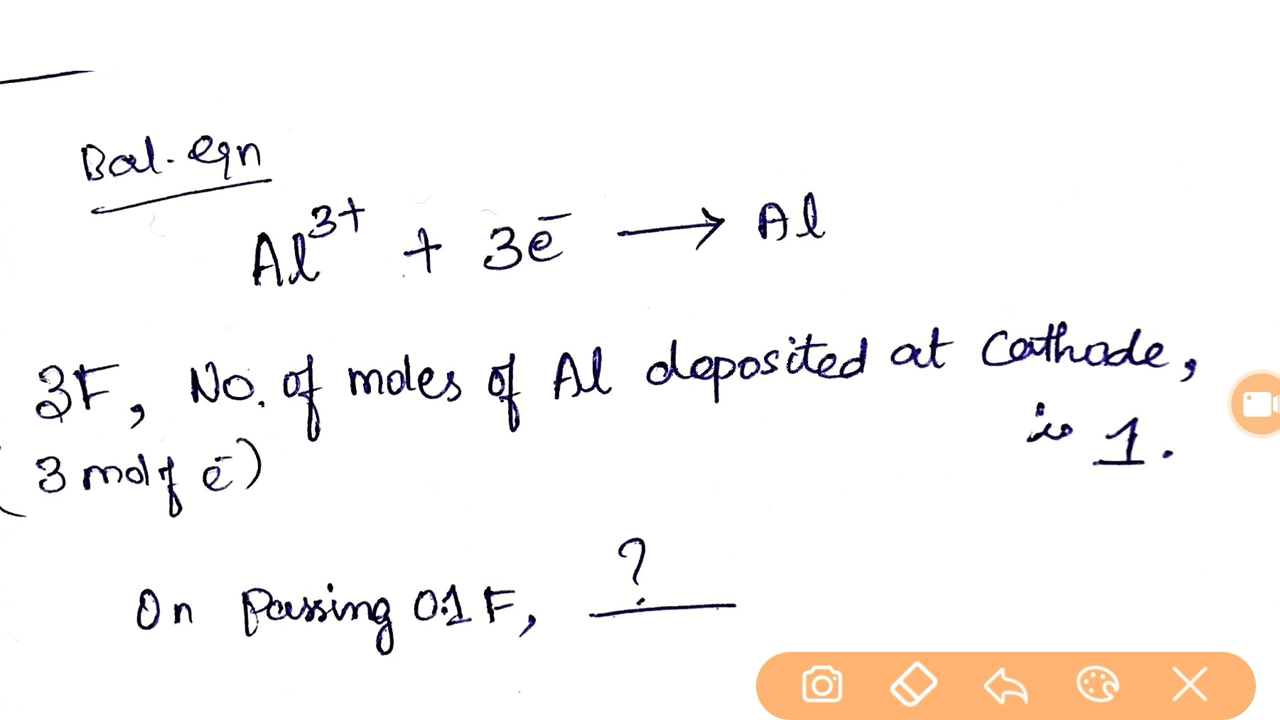 Bal. eqn
Al³⁺ + 3e⁻ → Al
3F, No. of moles of Al deposited at Cathode,
is 1.
(3 mol of e⁻)
?
On Passing 0.1 F, ____